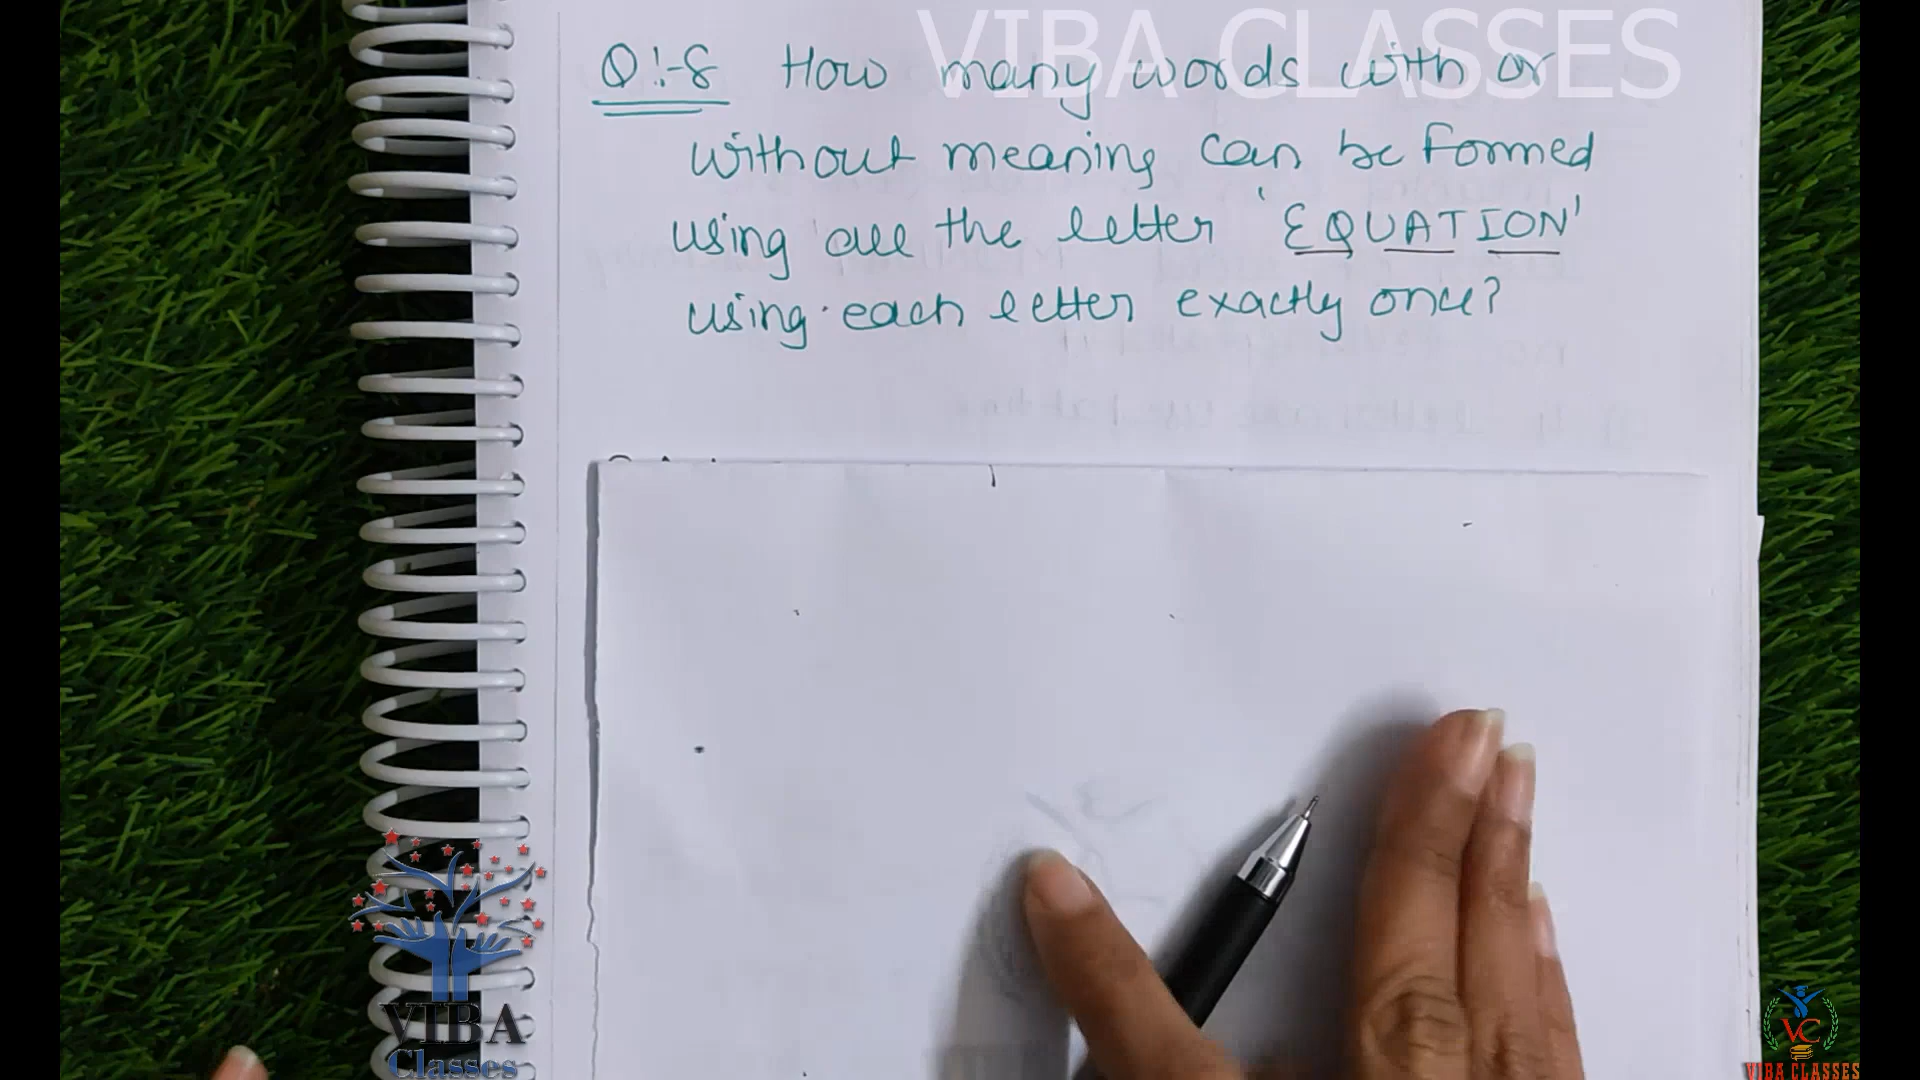 VIBA CLASSES
Q:-8 How many words with or
without meaning can be formed
using all the letter 'EQUATION'
using each letter exactly once?
VIBA
Classes
VC
VIBA CLASSES